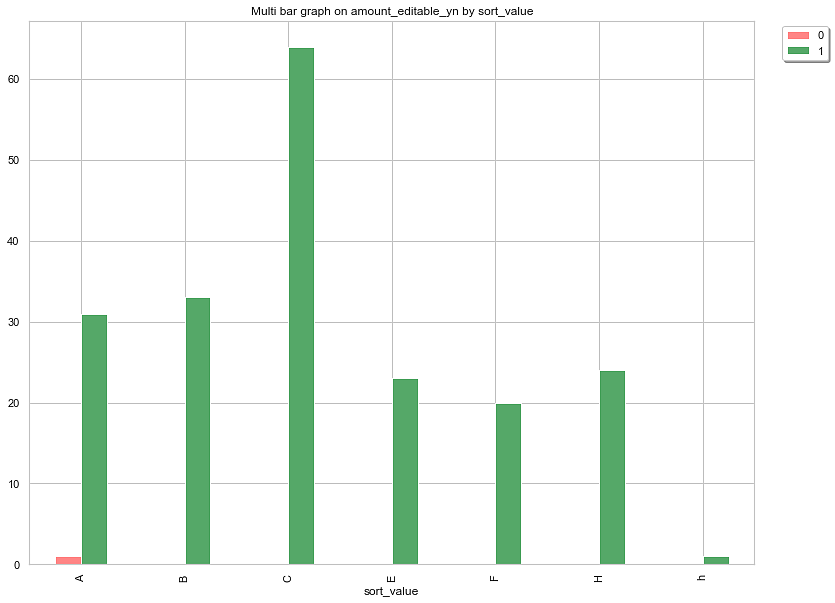 Multi bar graph on amount_editable_yn by sort_value
0
1
60
50
40
30
20
10
0
A
B
C
E
F
H
h
sort_value